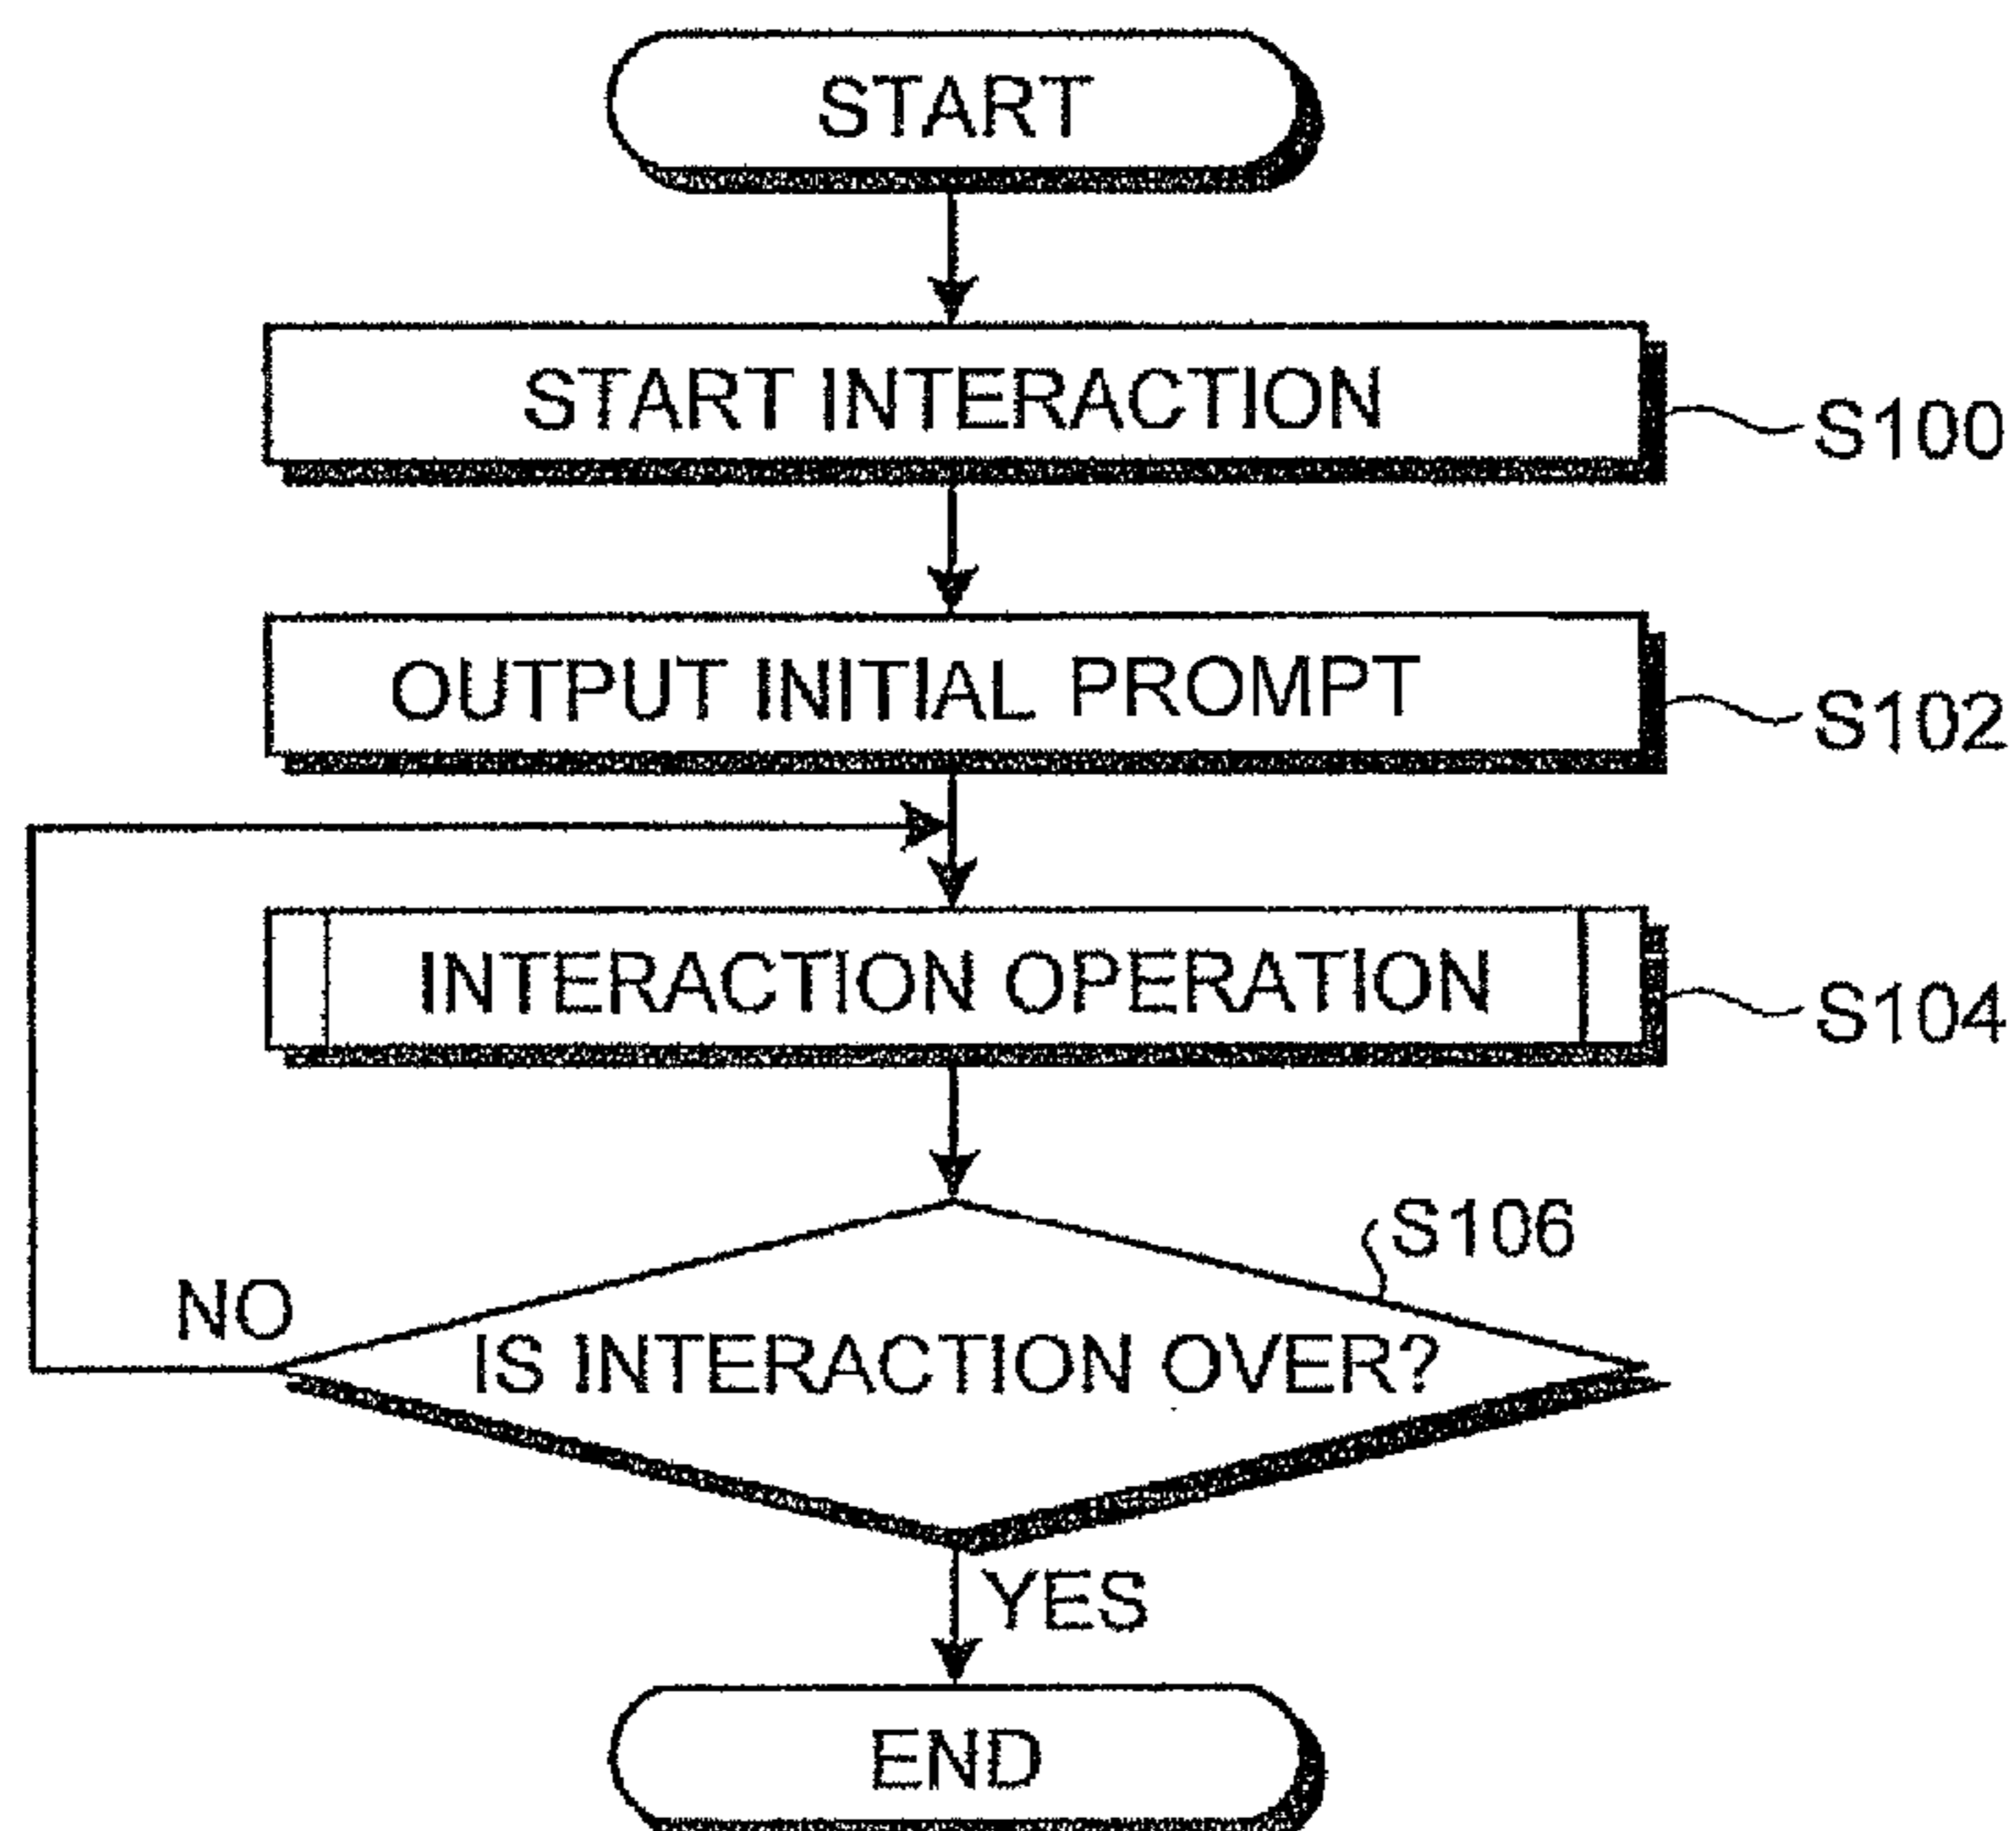 START
START INTERACTION
S100
OUTPUT INITIAL PROMPT
S102
INTERACTION OPERATION
S104
S106
NO
IS INTERACTION OVER?
YES
END